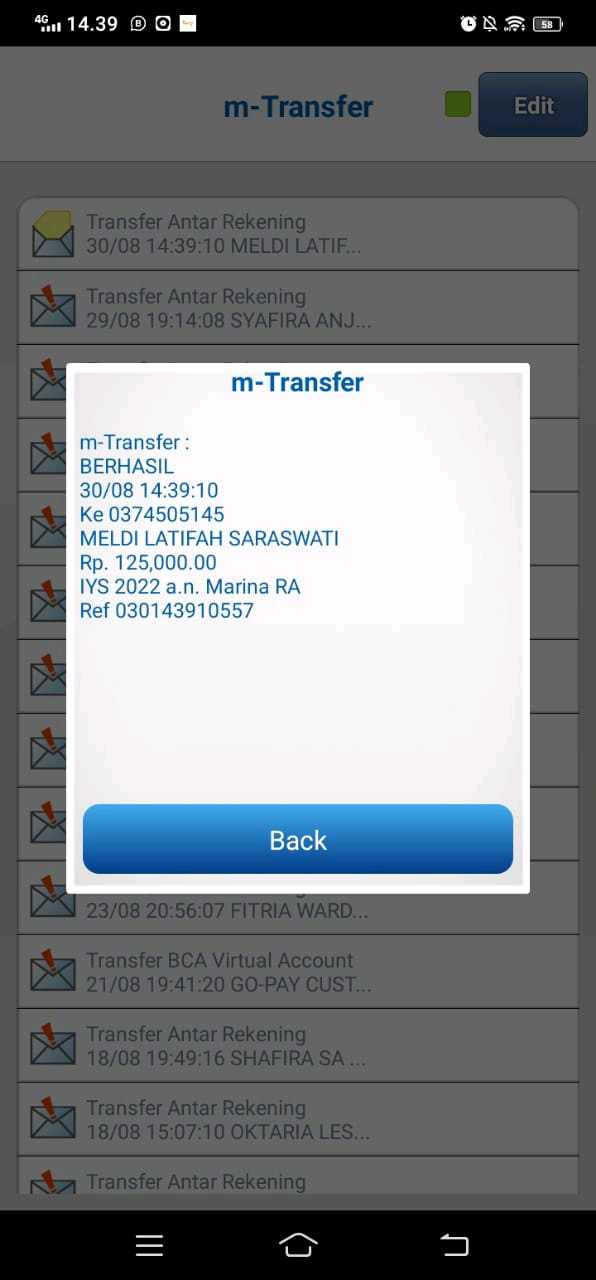 4G 14.39 58
m-Transfer
Edit
Transfer Antar Rekening
30/08 14:39:10 MELDI LATIF...
Transfer Antar Rekening
29/08 19:14:08 SYAFIRA ANJ...
m-Transfer
m-Transfer :
BERHASIL
30/08 14:39:10
Ke 0374505145
MELDI LATIFAH SARASWATI
Rp. 125,000.00
IYS 2022 a.n. Marina RA
Ref 030143910557
Back
23/08 20:56:07 FITRIA WARD...
Transfer BCA Virtual Account
21/08 19:41:20 GO-PAY CUST...
Transfer Antar Rekening
18/08 19:49:16 SHAFIRA SA ...
Transfer Antar Rekening
18/08 15:07:10 OKTARIA LES...
Transfer Antar Rekening